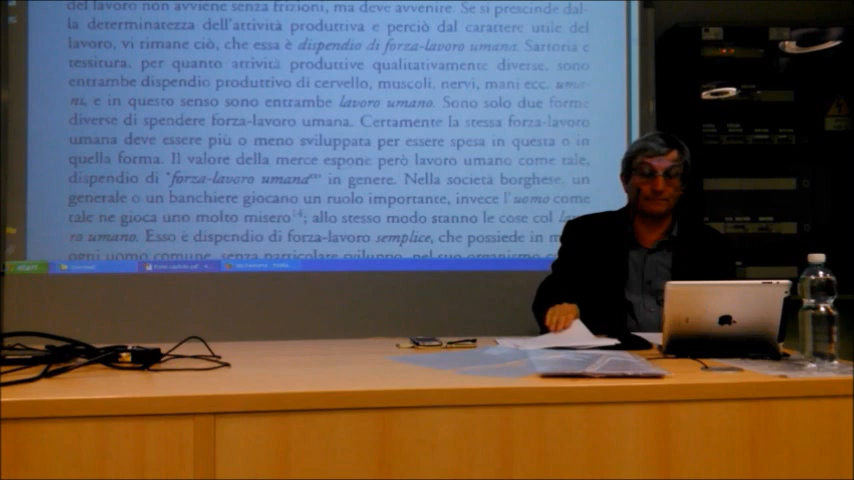 del lavoro non avviene senza frizioni, ma deve avvenire. Se si prescinde dal-
la determinatezza dell'attività produttiva e perciò dal carattere utile del
lavoro, vi rimane ciò, che essa è dispendio di forza-lavoro umana. Sartoria e
tessitura, per quanto attività produttive qualitativamente diverse, sono
entrambe dispendio produttivo di cervello, muscoli, nervi, mani ecc. uma-
ni, e in questo senso sono entrambe lavoro umano. Sono solo due forme
diverse di spendere forza-lavoro umana. Certamente la stessa forza-lavoro
umana deve essere più o meno sviluppata per essere spesa in questa o in
quella forma. Il valore della merce espone però lavoro umano come tale,
dispendio di "forza-lavoro umana" in genere. Nella società borghese, un
generale o un banchiere giocano un ruolo importante, invece l'uomo come
tale ne gioca uno molto misero; allo stesso modo stanno le cose col lavo-
ro umano. Esso è dispendio di forza-lavoro semplice, che possiede in
ogni uomo comune, senza particolare sviluppo, nel suo organismo
start